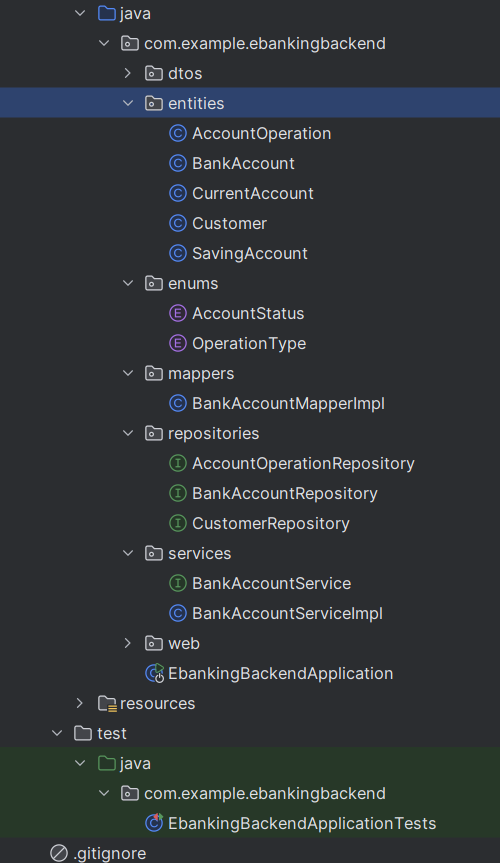 java
com.example.ebankingbackend
dtos
entities
AccountOperation
BankAccount
CurrentAccount
Customer
SavingAccount
enums
AccountStatus
OperationType
mappers
BankAccountMapperImpl
repositories
AccountOperationRepository
BankAccountRepository
CustomerRepository
services
BankAccountService
BankAccountServiceImpl
web
EbankingBackendApplication
resources
test
java
com.example.ebankingbackend
EbankingBackendApplicationTests
.gitignore